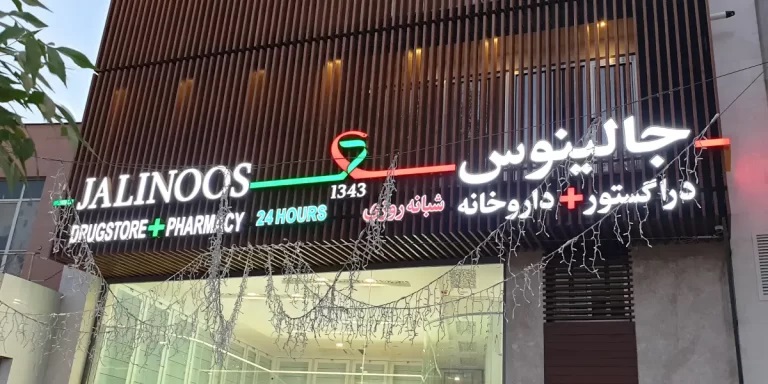 JALINOOS
1343
جالینوس
DRUGSTORE+PHARMACY
24 HOURS
شبانه روزی
دراگستور+داروخانه